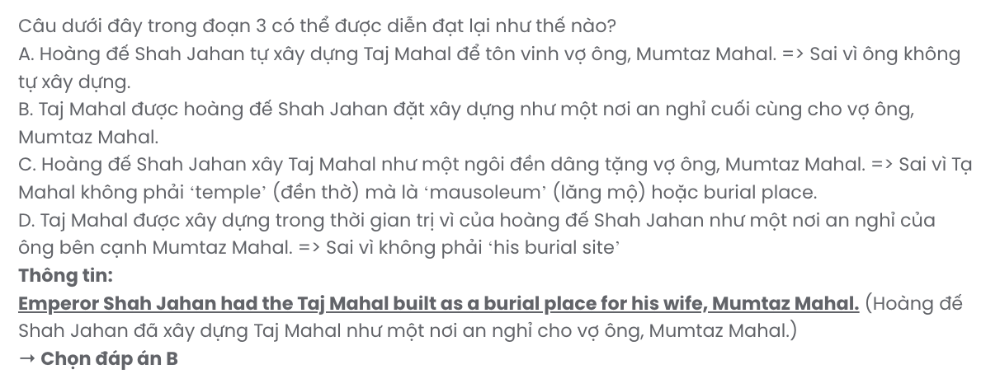 Câu dưới đây trong đoạn 3 có thể được diễn đạt lại như thế nào?
A. Hoàng đế Shah Jahan tự xây dựng Taj Mahal để tôn vinh vợ ông, Mumtaz Mahal. => Sai vì ông không
tự xây dựng.
B. Taj Mahal được hoàng đế Shah Jahan đặt xây dựng như một nơi an nghỉ cuối cùng cho vợ ông,
Mumtaz Mahal.
C. Hoàng đế Shah Jahan xây Taj Mahal như một ngôi đền dâng tặng vợ ông, Mumtaz Mahal. => Sai vì Tạ
Mahal không phải ‘temple’ (đền thờ) mà là ‘mausoleum’ (lăng mộ) hoặc burial place.
D. Taj Mahal được xây dựng trong thời gian trị vì của hoàng đế Shah Jahan như một nơi an nghỉ của
ông bên cạnh Mumtaz Mahal. => Sai vì không phải ‘his burial site’
Thông tin:
Emperor Shah Jahan had the Taj Mahal built as a burial place for his wife, Mumtaz Mahal. (Hoàng đế
Shah Jahan đã xây dựng Taj Mahal như một nơi an nghỉ cho vợ ông, Mumtaz Mahal.)
→ Chọn đáp án B